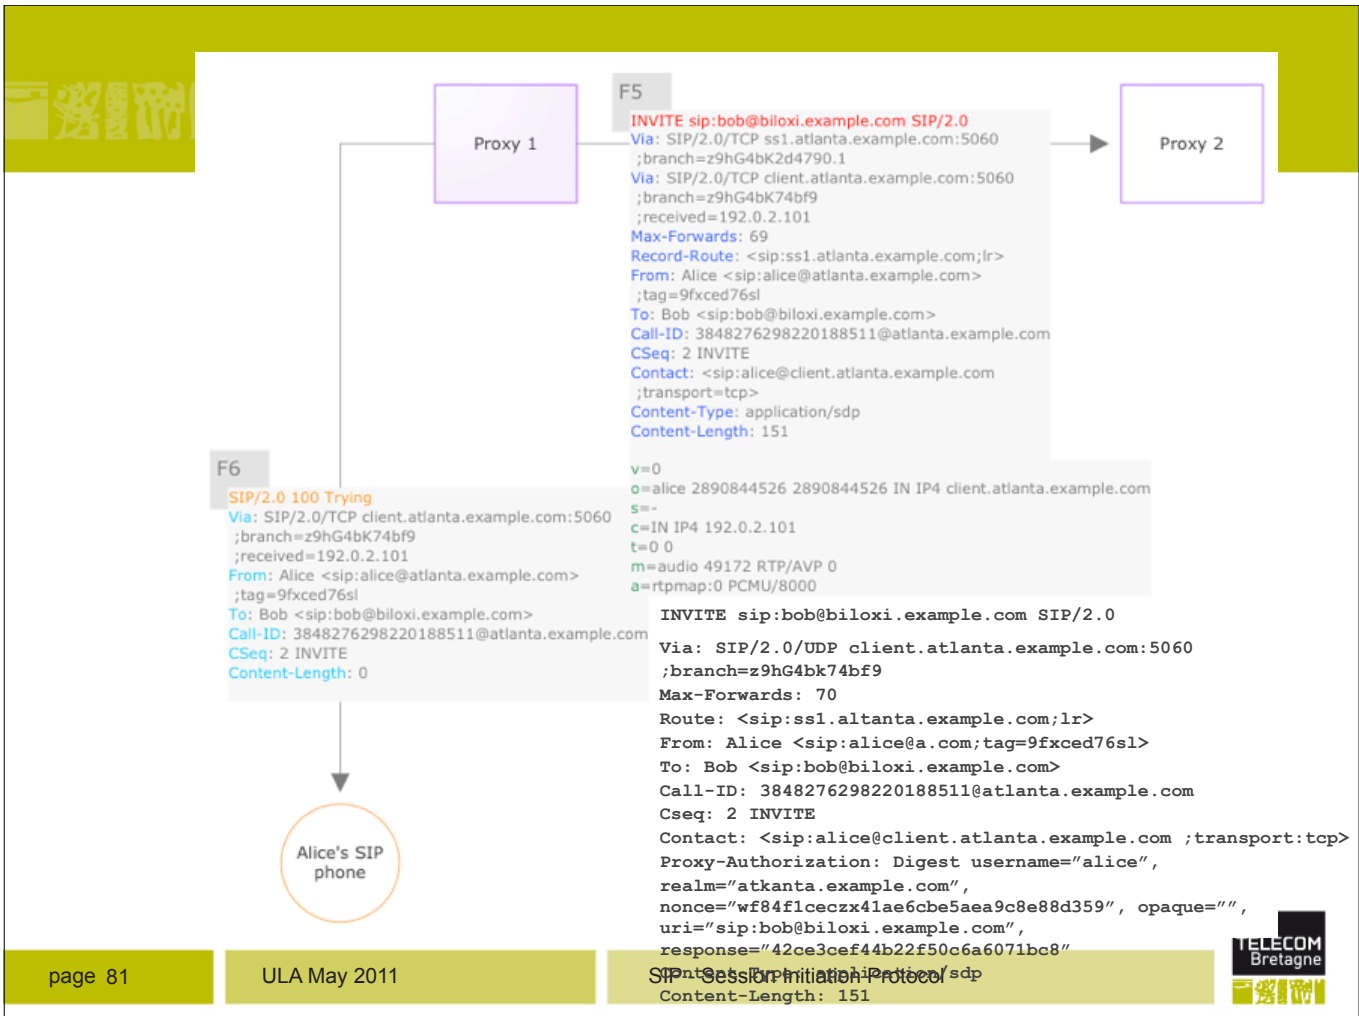 Proxy 1
F5
INVITE sip:bob@biloxi.example.com SIP/2.0
Via: SIP/2.0/TCP ss1.atlanta.example.com:5060
;branch=z9hG4bK2d4790.1
Via: SIP/2.0/TCP client.atlanta.example.com:5060
;branch=z9hG4bK74bf9
;received=192.0.2.101
Max-Forwards: 69
Record-Route: <sip:ss1.atlanta.example.com;lr>
From: Alice <sip:alice@atlanta.example.com>
;tag=9fxced76sl
To: Bob <sip:bob@biloxi.example.com>
Call-ID: 3848276298220188511@atlanta.example.com
CSeq: 2 INVITE
Contact: <sip:alice@client.atlanta.example.com
;transport=tcp>
Content-Type: application/sdp
Content-Length: 151
v=0
o=alice 2890844526 2890844526 IN IP4 client.atlanta.example.com
s=-
c=IN IP4 192.0.2.101
t=0 0
m=audio 49172 RTP/AVP 0
a=rtpmap:0 PCMU/8000
Proxy 2
F6
SIP/2.0 100 Trying
Via: SIP/2.0/TCP client.atlanta.example.com:5060
;branch=z9hG4bK74bf9
;received=192.0.2.101
From: Alice <sip:alice@atlanta.example.com>
;tag=9fxced76sl
To: Bob <sip:bob@biloxi.example.com>
Call-ID: 3848276298220188511@atlanta.example.com
CSeq: 2 INVITE
Content-Length: 0
Alice's SIP
phone
INVITE sip:bob@biloxi.example.com SIP/2.0
Via: SIP/2.0/UDP client.atlanta.example.com:5060
;branch=z9hG4bk74bf9
Max-Forwards: 70
Route: <sip:ss1.altanta.example.com;lr>
From: Alice <sip:alice@a.com;tag=9fxced76sl>
To: Bob <sip:bob@biloxi.example.com>
Call-ID: 3848276298220188511@atlanta.example.com
Cseq: 2 INVITE
Contact: <sip:alice@client.atlanta.example.com ;transport:tcp>
Proxy-Authorization: Digest username=”alice”,
realm=”atkanta.example.com”,
nonce=”wf84f1ceczx41ae6cbe5aea9c8e88d359”, opaque=””,
uri=”sip:bob@biloxi.example.com”,
response=”42ce3cef44b22f50c6a6071bc8”
Content-Type: application/sdp
Content-Length: 151
page 81
ULA May 2011
SIP - Session Initiation Protocol
TELECOM
Bretagne